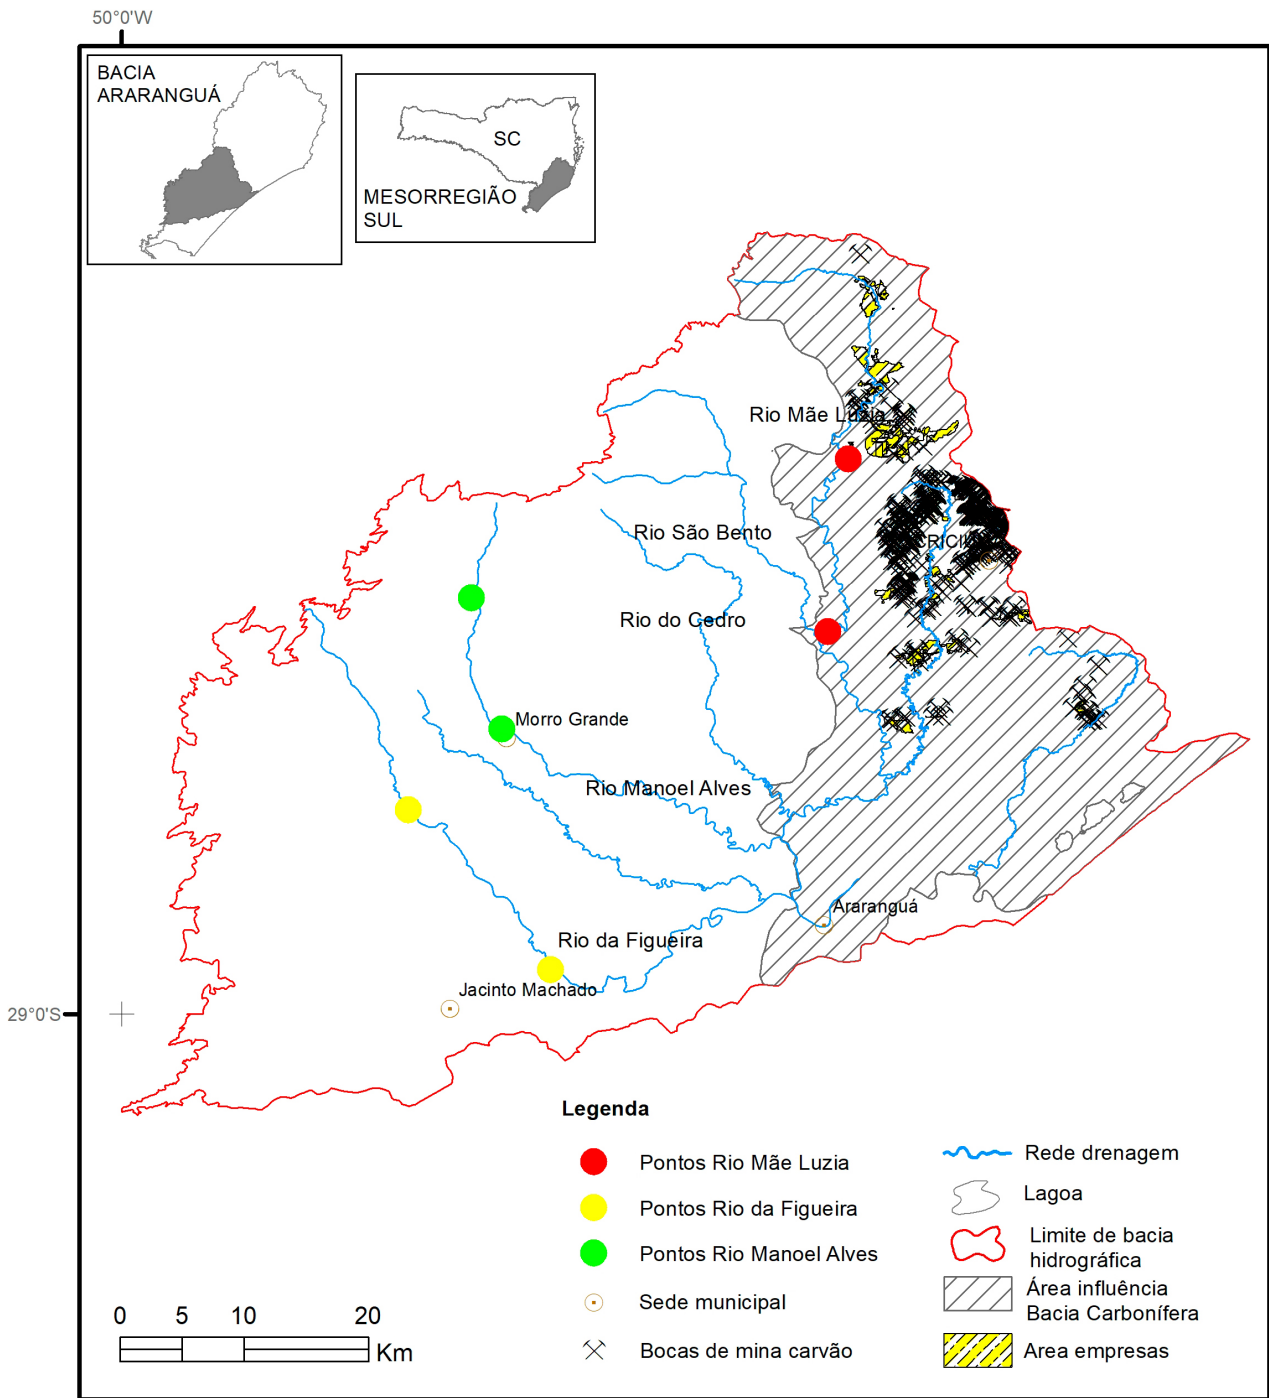 50°0'W
BACIA
ARARANGUÁ
SC
MESORREGIÃO
SUL
Rio Mãe Luzia
Rio São Bento
Rio do Cedro
Morro Grande
Rio Manoel Alves
Araranguá
Rio da Figueira
Jacinto Machado
29°0'S
Legenda
Pontos Rio Mãe Luzia
Pontos Rio da Figueira
Pontos Rio Manoel Alves
Sede municipal
Bocas de mina carvão
Rede drenagem
Lagoa
Limite de bacia
hidrográfica
Área influência
Bacia Carbonífera
Area empresas
0 5 10 20
Km